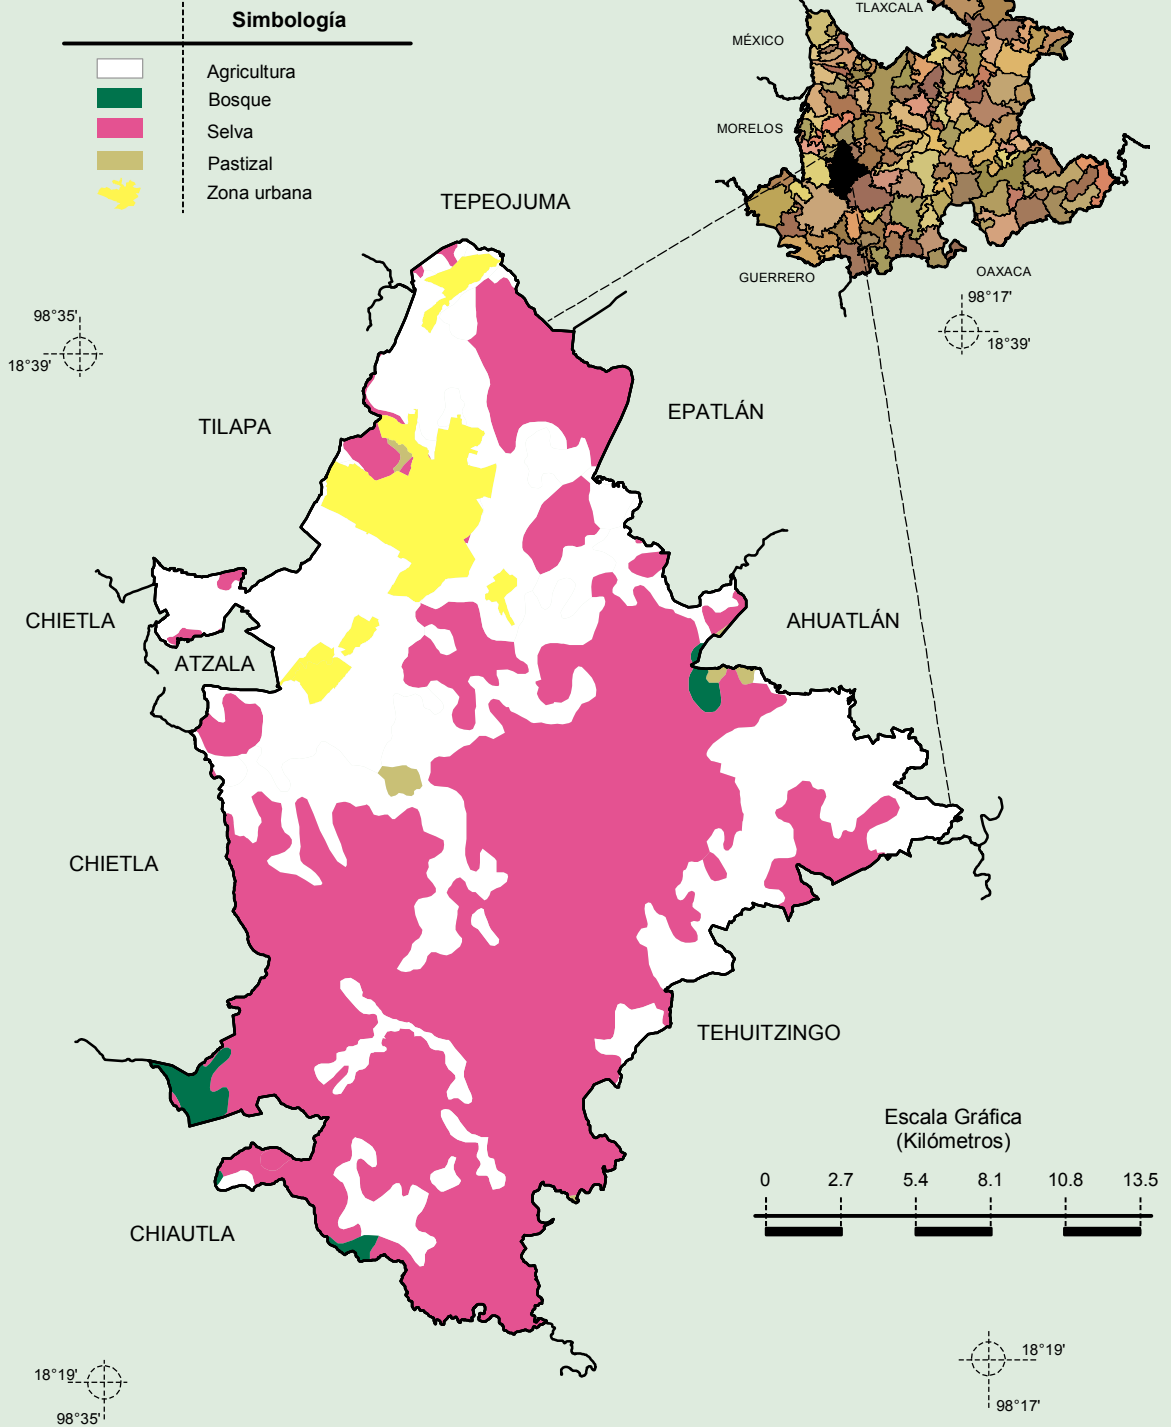 Simbología
Agricultura
Bosque
Selva
Pastizal
Zona urbana
TLAXCALA
MÉXICO
MORELOS
GUERRERO
OAXACA
TEPEOJUMA
98°35'
18°39'
98°17'
18°39'
TILAPA
EPATLÁN
CHIETLA
ATZALA
AHUATLÁN
CHIETLA
TEHUITZINGO
CHIAUTLA
Escala Gráfica
(Kilómetros)
0 2.7 5.4 8.1 10.8 13.5
18°19'
98°35'
18°19'
98°17'